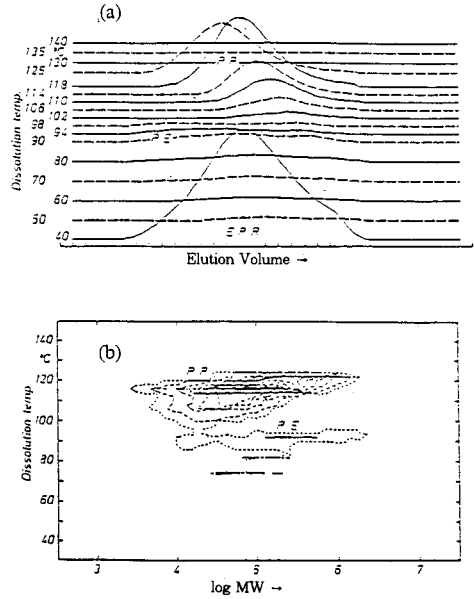 (a)
140
135 °C
130
125
118
114
110
106
102
98
94
90
80
70
60
50
40
Dissolution temp.
P.P.
P.E.
E.P.R.
Elution Volume →
(b)
140
°C
120
100
80
60
40
Dissolution temp
P.P.
P.E.
3 4 5 6 7
log MW →